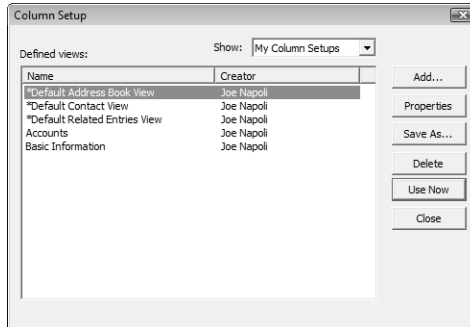 Column Setup
Defined views:
Show: My Column Setups
Name Creator
*Default Address Book View Joe Napoli
*Default Contact View Joe Napoli
*Default Related Entries View Joe Napoli
Accounts Joe Napoli
Basic Information Joe Napoli
Add...
Properties
Save As...
Delete
Use Now
Close